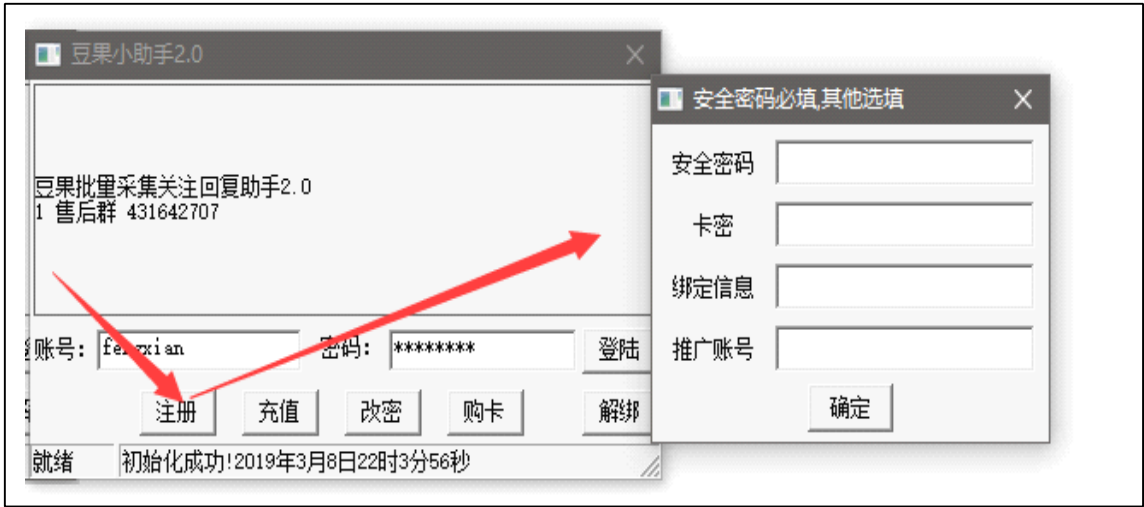 豆果小助手2.0
豆果批量采集关注回复助手2.0
1 售后群 431642707
账号: fengxian 密码: ******** 登陆
注册 充值 改密 购卡 解绑
就绪 初始化成功!2019年3月8日22时3分56秒
安全密码必填,其他选填
安全密码
卡密
绑定信息
推广账号
确定